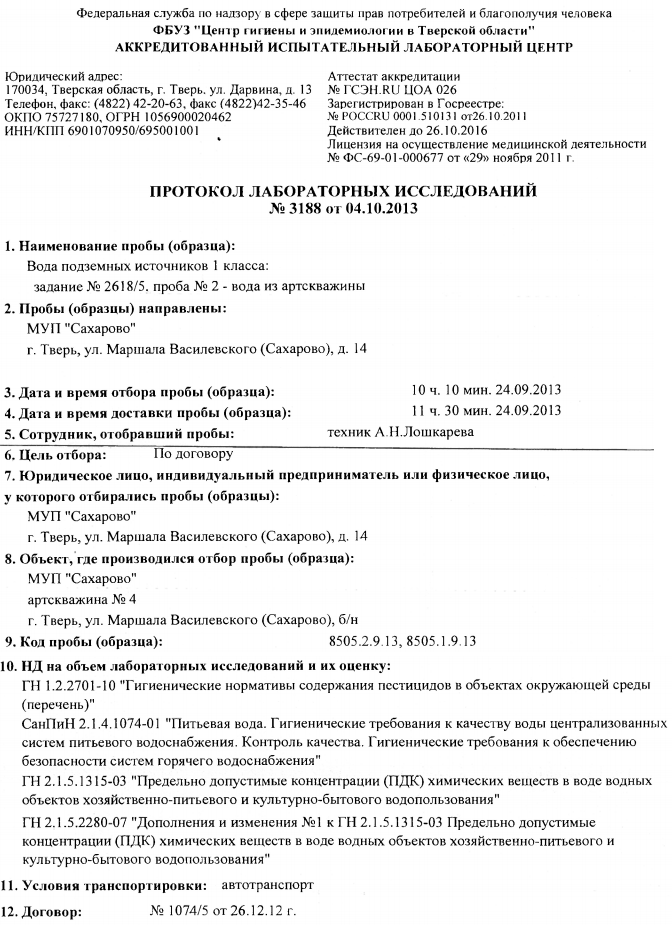 Федеральная служба по надзору в сфере защиты прав потребителей и благополучия человека
ФБУЗ "Центр гигиены и эпидемиологии в Тверской области"
АККРЕДИТОВАННЫЙ ИСПЫТАТЕЛЬНЫЙ ЛАБОРАТОРНЫЙ ЦЕНТР
Юридический адрес:
170034, Тверская область, г. Тверь. ул. Дарвина, д. 13
Телефон, факс: (4822) 42-20-63, факс (4822)42-35-46
ОКПО 75727180, ОГРН 1056900020462
ИНН/КПП 6901070950/695001001
Аттестат аккредитации
№ ГСЭН.RU ЦОА 026
Зарегистрирован в Госреестре:
№ РОССRU 0001.510131 от26.10.2011
Действителен до 26.10.2016
Лицензия на осуществление медицинской деятельности
№ ФС-69-01-000677 от «29» ноября 2011 г.
ПРОТОКОЛ ЛАБОРАТОРНЫХ ИССЛЕДОВАНИЙ
№ 3188 от 04.10.2013
1. Наименование пробы (образца):
Вода подземных источников 1 класса:
задание № 2618/5, проба № 2 - вода из артскважины
2. Пробы (образцы) направлены:
МУП "Сахарово"
г. Тверь, ул. Маршала Василевского (Сахарово), д. 14
3. Дата и время отбора пробы (образца): 10 ч. 10 мин. 24.09.2013
4. Дата и время доставки пробы (образца): 11 ч. 30 мин. 24.09.2013
5. Сотрудник, отобравший пробы: техник А.Н.Лошкарева
6. Цель отбора: По договору
7. Юридическое лицо, индивидуальный предприниматель или физическое лицо,
у которого отбирались пробы (образцы):
МУП "Сахарово"
г. Тверь, ул. Маршала Василевского (Сахарово), д. 14
8. Объект, где производился отбор пробы (образца):
МУП "Сахарово"
артскважина № 4
г. Тверь, ул. Маршала Василевского (Сахарово), б/н
9. Код пробы (образца): 8505.2.9.13, 8505.1.9.13
10. НД на объем лабораторных исследований и их оценку:
ГН 1.2.2701-10 "Гигиенические нормативы содержания пестицидов в объектах окружающей среды
(перечень)"
СанПиН 2.1.4.1074-01 "Питьевая вода. Гигиенические требования к качеству воды централизованных
систем питьевого водоснабжения. Контроль качества. Гигиенические требования к обеспечению
безопасности систем горячего водоснабжения"
ГН 2.1.5.1315-03 "Предельно допустимые концентрации (ПДК) химических веществ в воде водных
объектов хозяйственно-питьевого и культурно-бытового водопользования"
ГН 2.1.5.2280-07 "Дополнения и изменения №1 к ГН 2.1.5.1315-03 Предельно допустимые
концентрации (ПДК) химических веществ в воде водных объектов хозяйственно-питьевого и
культурно-бытового водопользования"
11. Условия транспортировки: автотранспорт
12. Договор: № 1074/5 от 26.12.12 г.